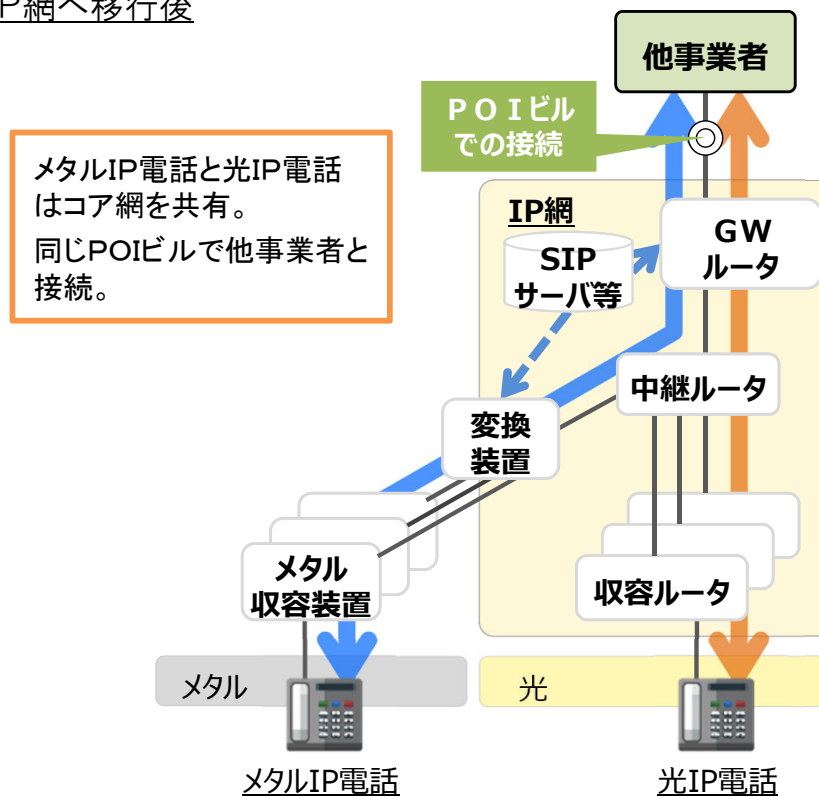 P網へ移行後
他事業者
ＰＯＩビル
での接続
メタルIP電話と光IP電話
はコア網を共有。
同じPOIビルで他事業者と
接続。
IP網
SIP
サーバ等
GW
ルータ
中継ルータ
変換
装置
メタル
収容装置
収容ルータ
メタル
光
メタルIP電話
光IP電話